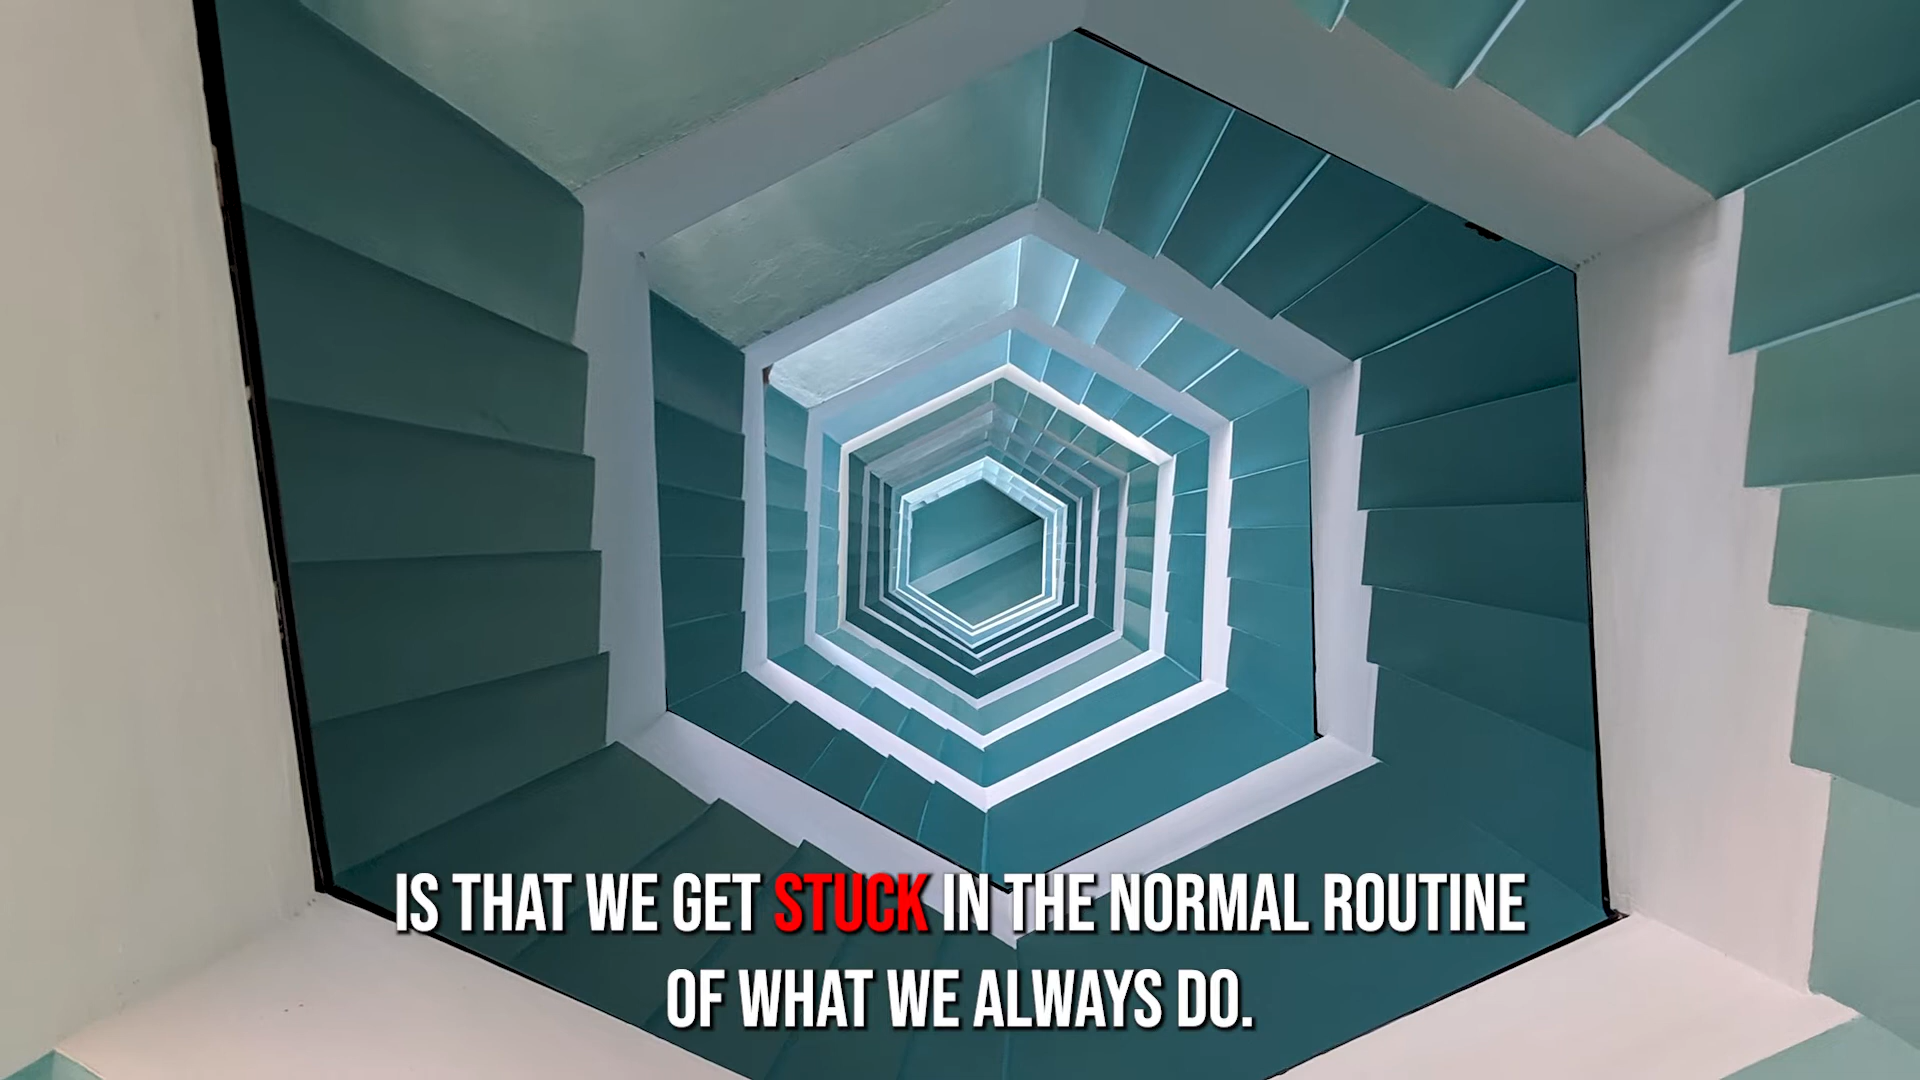 IS THAT WE GET STUCK IN THE NORMAL ROUTINE
OF WHAT WE ALWAYS DO.